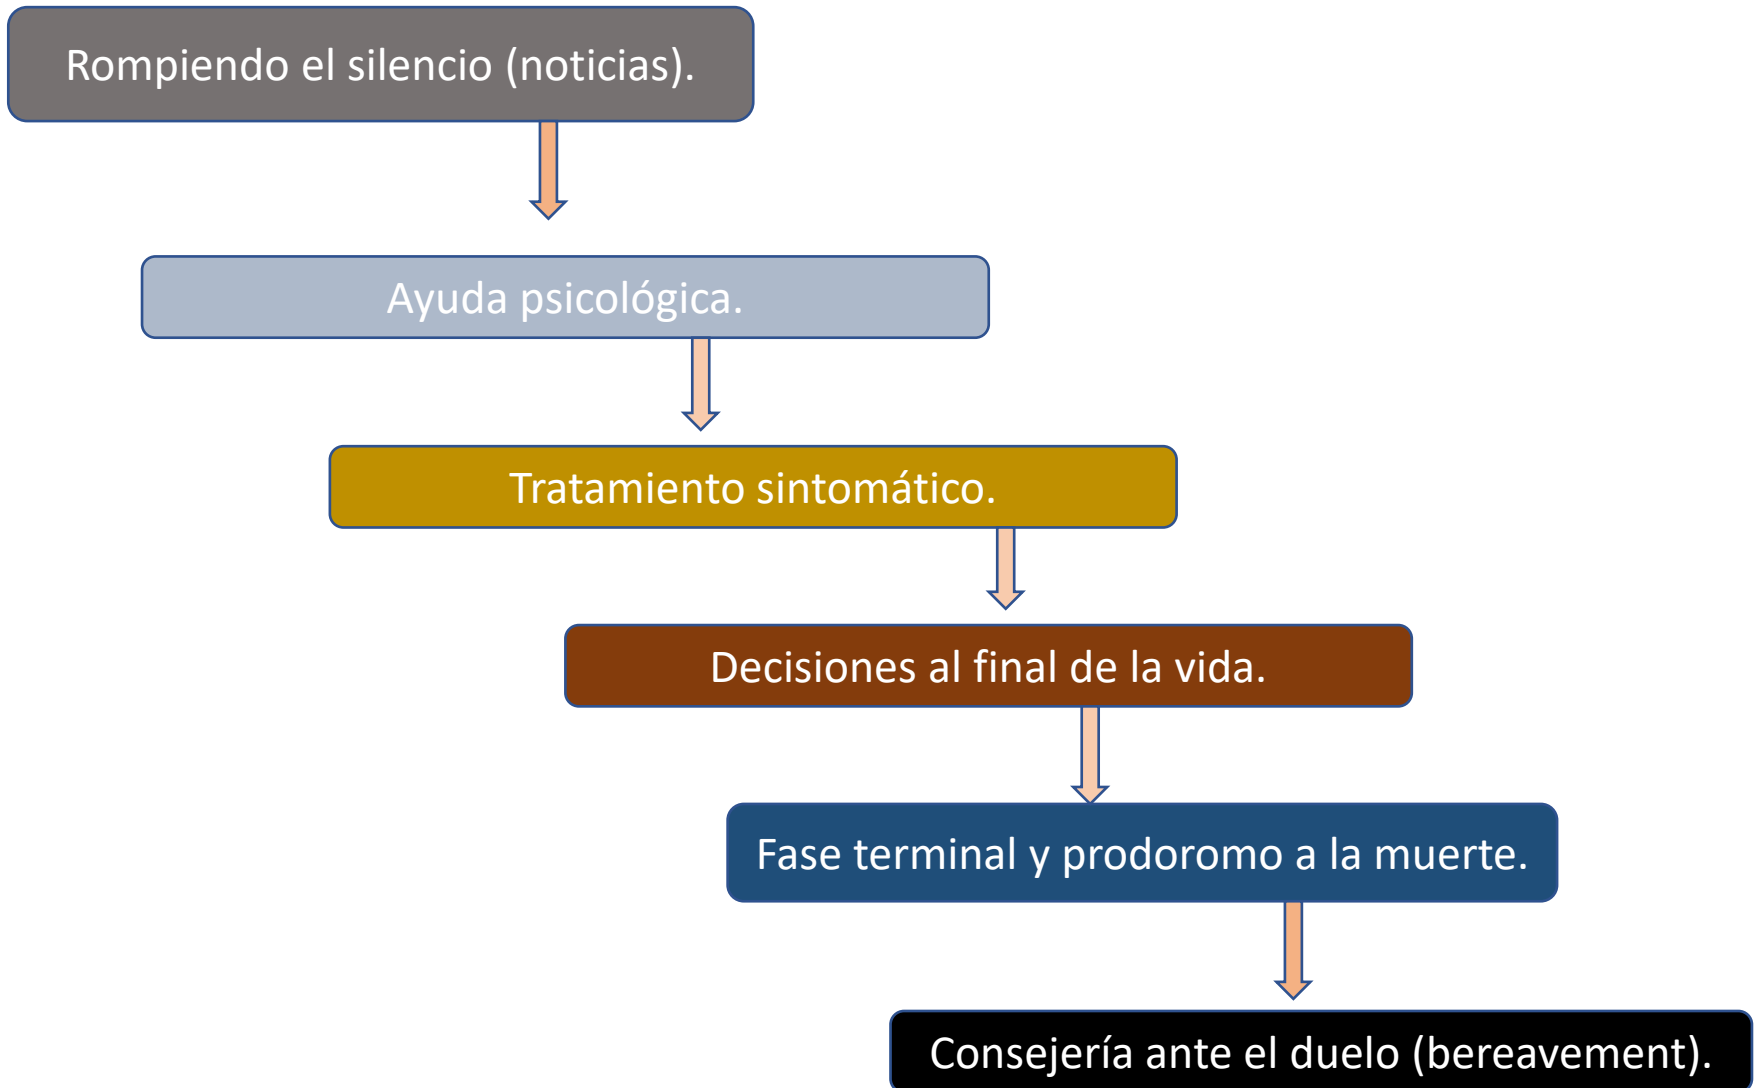 Rompiendo el silencio (noticias).
Ayuda psicológica.
Tratamiento sintomático.
Decisiones al final de la vida.
Fase terminal y prodoromo a la muerte.
Consejería ante el duelo (bereavement).